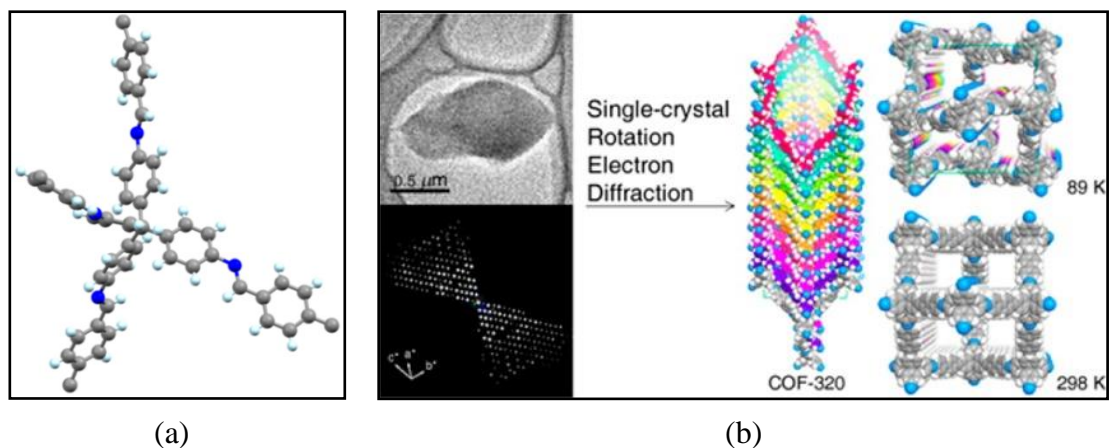 0.5 μm
c*
a*
b*
Single-crystal
Rotation
Electron
Diffraction
COF-320
89 K
298 K
(a)
(b)